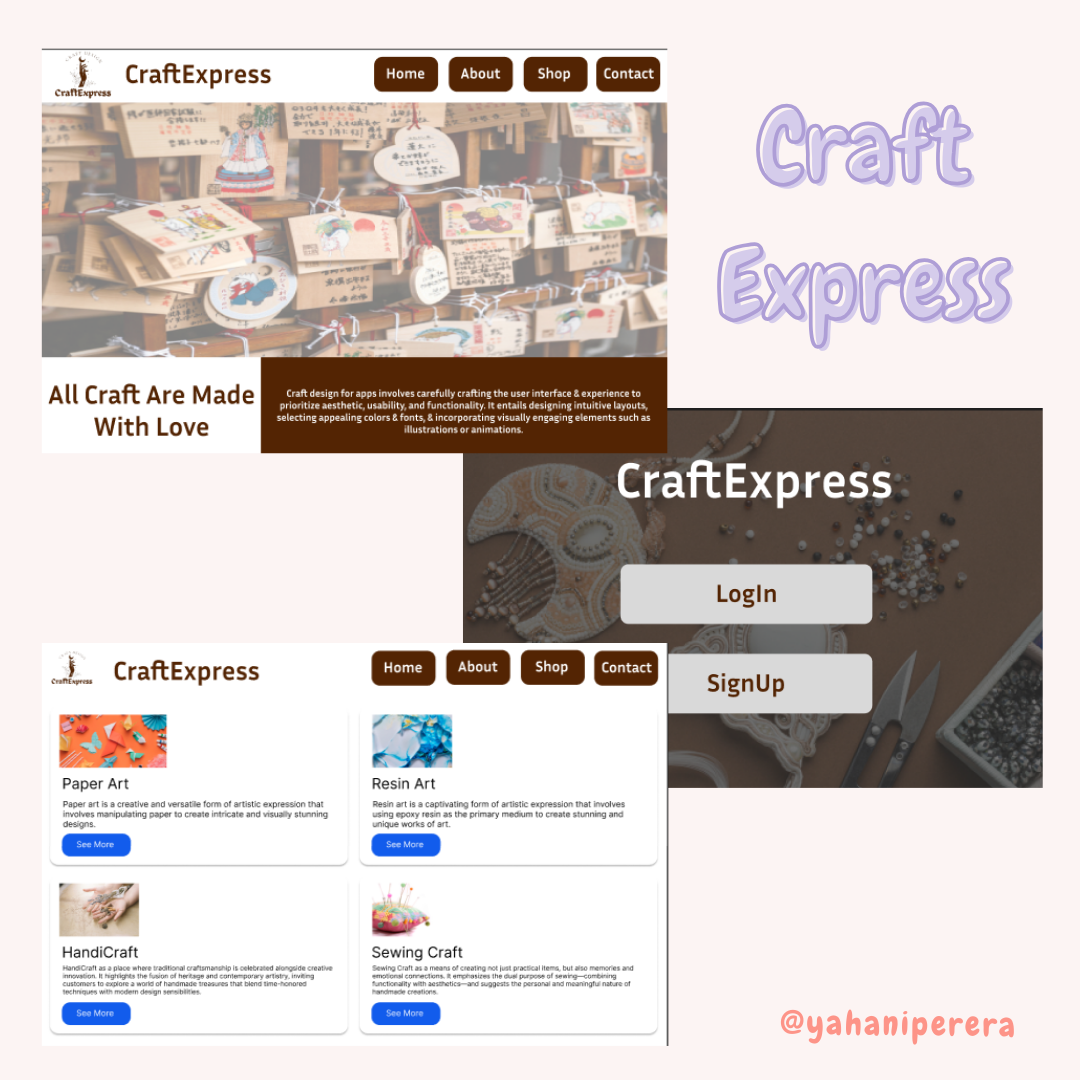 CRAFT DESIGN
CraftExpress
CraftExpress
Home
About
Shop
Contact
All Craft Are Made
With Love
Craft design for apps involves carefully crafting the user interface & experience to
prioritize aesthetic, usability, and functionality. It entails designing intuitive layouts,
selecting appealing colors & fonts, & incorporating visually engaging elements such as
illustrations or animations.
Craft
Express
CraftExpress
LogIn
SignUp
CraftExpress
CraftExpress
Home
About
Shop
Contact
Paper Art
Paper art is a creative and versatile form of artistic expression that
involves manipulating paper to create intricate and visually stunning
designs.
See More
Resin Art
Resin art is a captivating form of artistic expression that involves
using epoxy resin as the primary medium to create stunning and
unique works of art.
See More
HandiCraft
HandiCraft as a place where traditional craftsmanship is celebrated alongside creative
innovation. It highlights the fusion of heritage and contemporary artistry, inviting
customers to explore a world of handmade treasures that blend time-honored
techniques with modern design sensibilities.
See More
Sewing Craft
Sewing Craft as a means of creating not just practical items, but also memories and
emotional connections. It emphasizes the dual purpose of sewing—combining
functionality with aesthetics—and suggests the personal and meaningful nature of
handmade creations.
See More
@yahaniperera